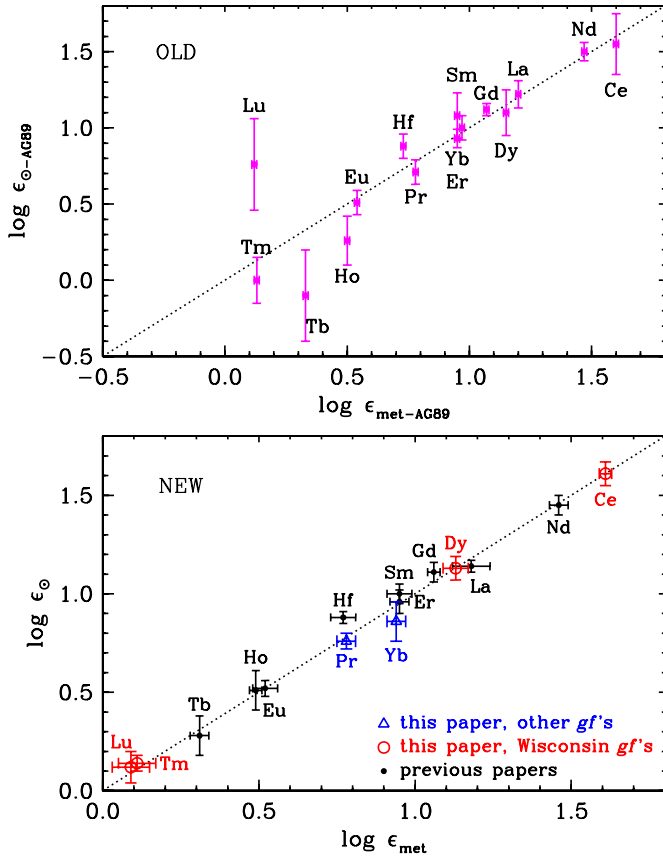 OLD
1.5
1.0
0.5
0.0
−0.5
log ϵ⊙−AG89
Nd
La
Sm
Gd
Ce
Lu
Hf
Dy
Yb
Er
Eu
Pr
Tm
Ho
Tb
−0.5 0.0 0.5 1.0 1.5
log ϵmet−AG89
NEW
1.5
1.0
0.5
0.0
log ϵ⊙
Ce
Nd
Dy
Gd
Sm
La
Hf
Er
Pr
Yb
Ho
Eu
Tb
Lu
Tm
this paper, other gf's
this paper, Wisconsin gf's
previous papers
0.0 0.5 1.0 1.5
log ϵmet